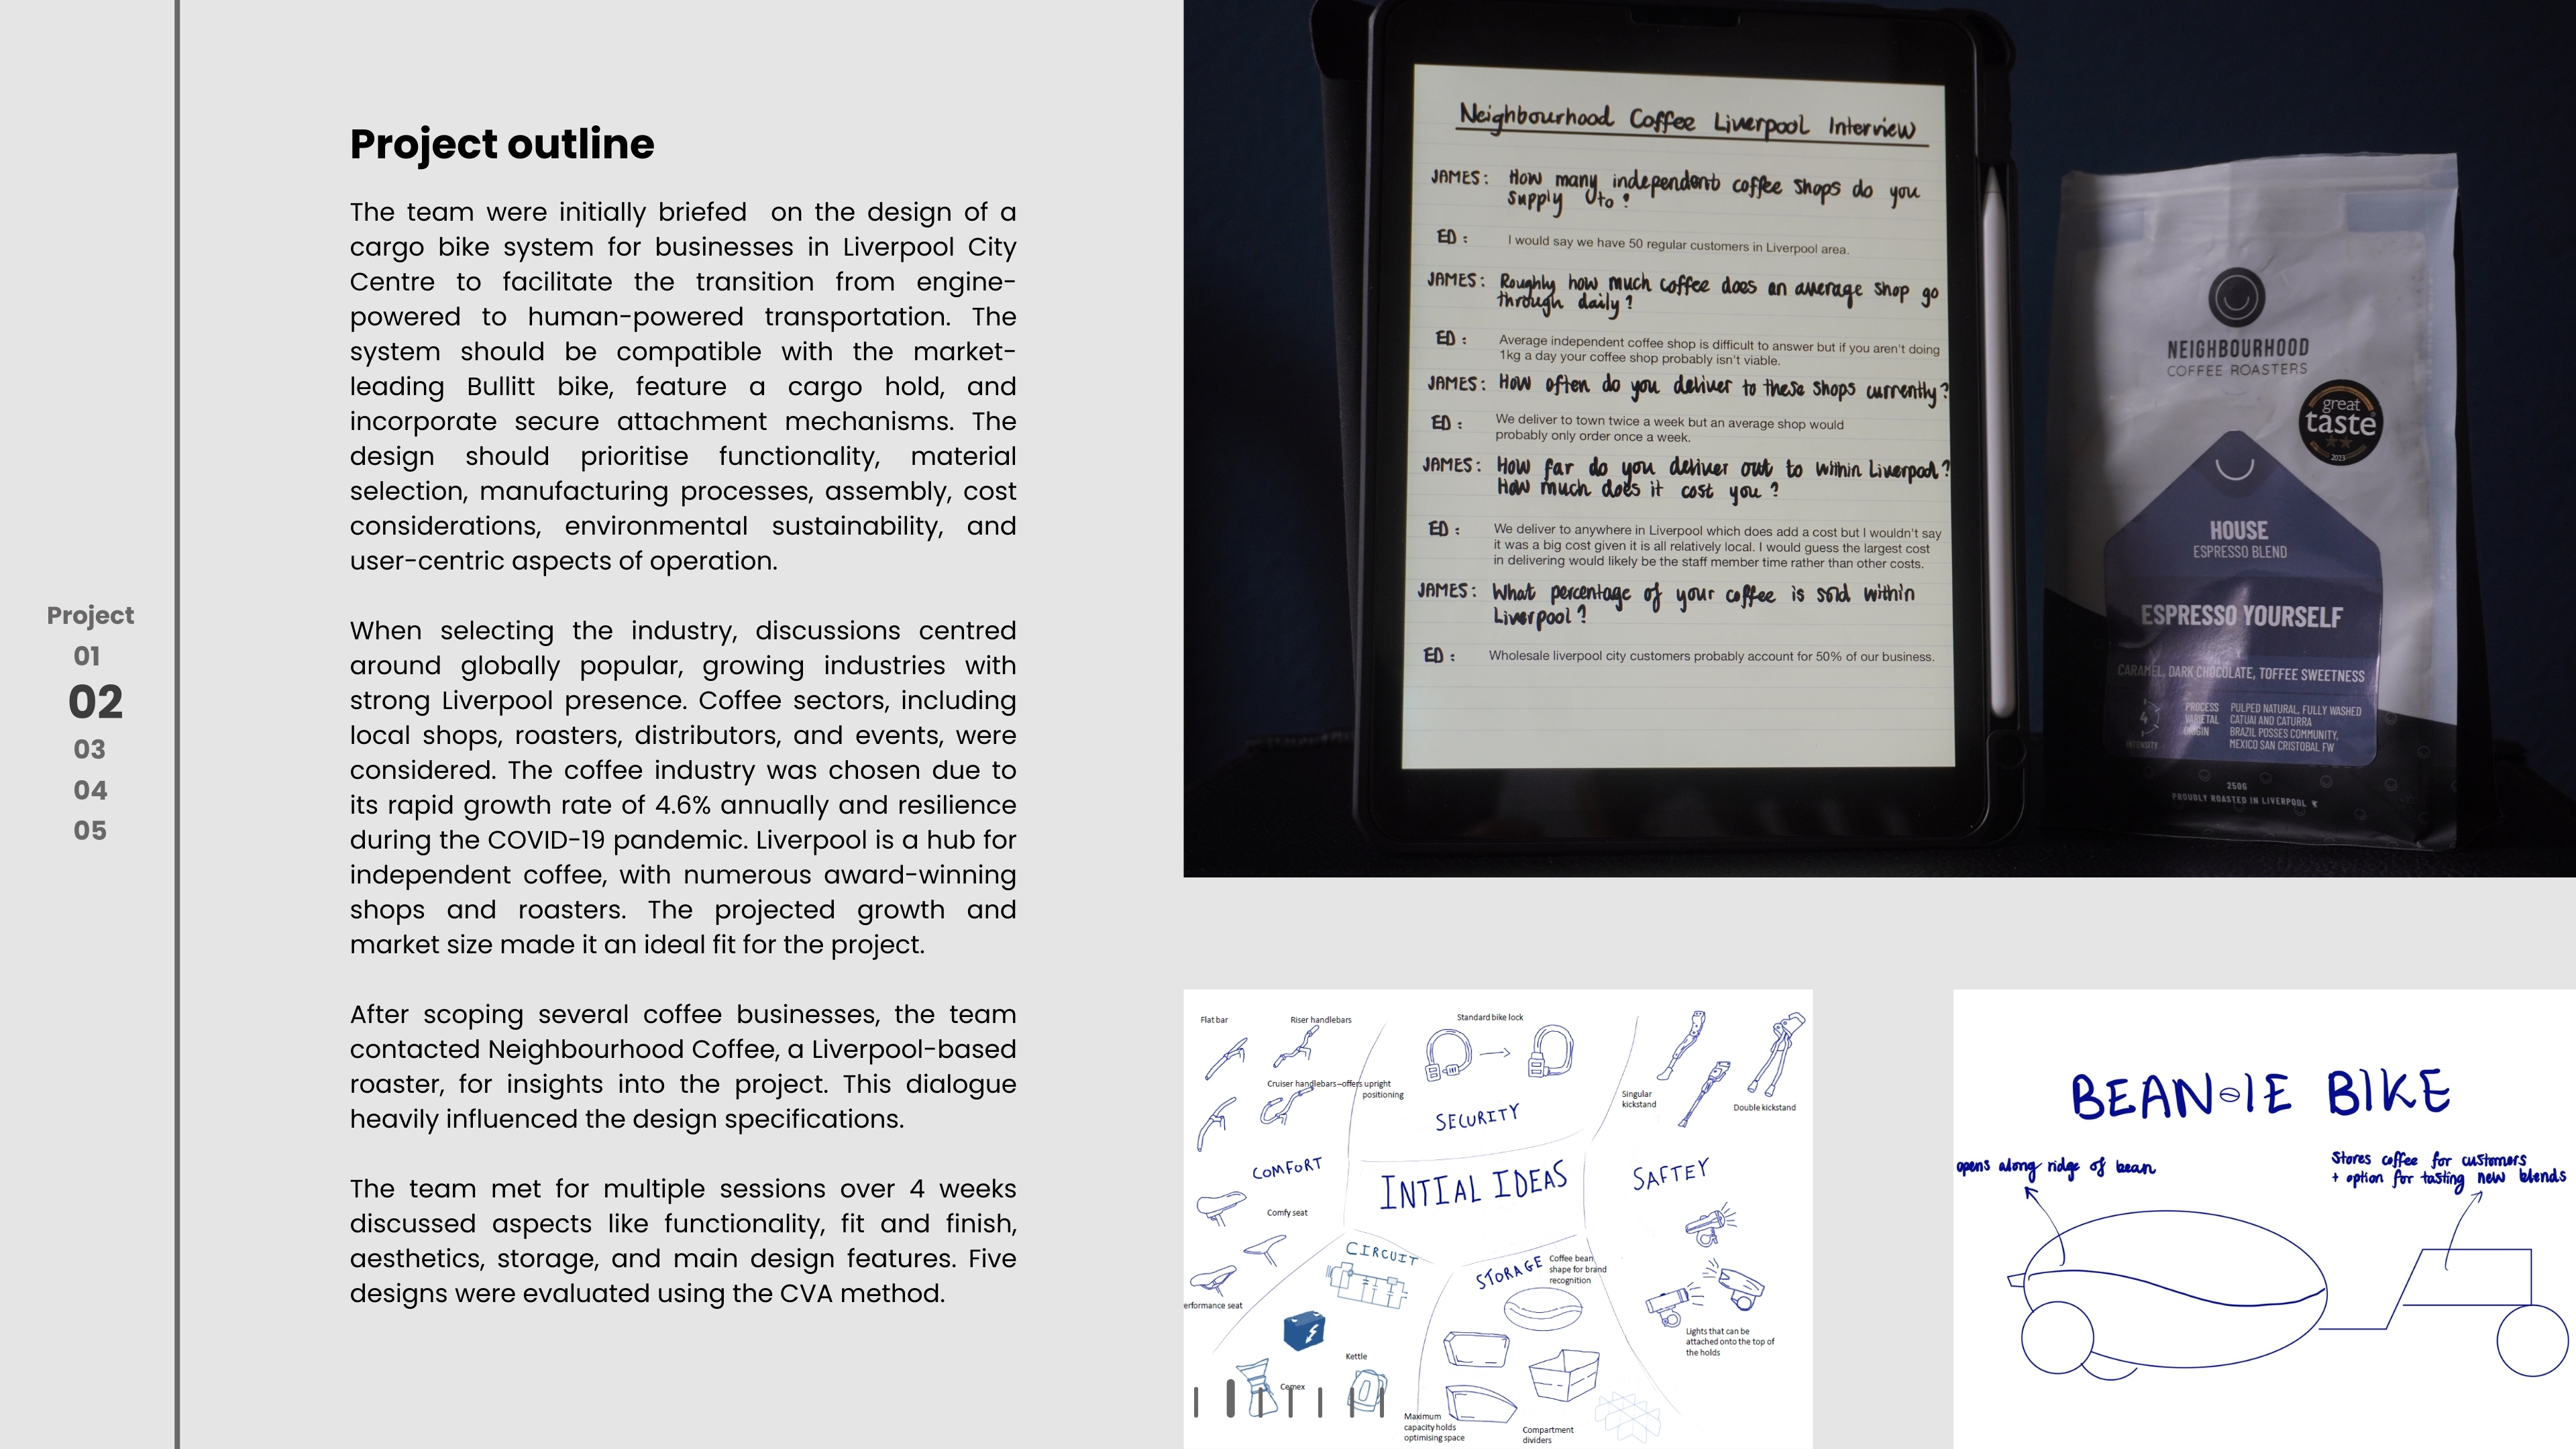 Project
01
02
03
04
05
Project outline
The team were initially briefed on the design of a
cargo bike system for businesses in Liverpool City
Centre to facilitate the transition from engine-
powered to human-powered transportation. The
system should be compatible with the market-
leading Bullitt bike, feature a cargo hold, and
incorporate secure attachment mechanisms. The
design should prioritise functionality, material
selection, manufacturing processes, assembly, cost
considerations, environmental sustainability, and
user-centric aspects of operation.
When selecting the industry, discussions centred
around globally popular, growing industries with
strong Liverpool presence. Coffee sectors, including
local shops, roasters, distributors, and events, were
considered. The coffee industry was chosen due to
its rapid growth rate of 4.6% annually and resilience
during the COVID-19 pandemic. Liverpool is a hub for
independent coffee, with numerous award-winning
shops and roasters. The projected growth and
market size made it an ideal fit for the project.
After scoping several coffee businesses, the team
contacted Neighbourhood Coffee, a Liverpool-based
roaster, for insights into the project. This dialogue
heavily influenced the design specifications.
The team met for multiple sessions over 4 weeks
discussed aspects like functionality, fit and finish,
aesthetics, storage, and main design features. Five
designs were evaluated using the CVA method.
Neighbourhood Coffee Liverpool Interview
JAMES: How many independent coffee shops do you
supply to?
ED: I would say we have 50 regular customers in Liverpool area.
JAMES: Roughly how much coffee does an average shop go
through daily?
ED: Average independent coffee shop is difficult to answer but if you aren't doing
1kg a day your coffee shop probably isn't viable.
JAMES: How often do you deliver to these shops currently?
ED: We deliver to town twice a week but an average shop would
probably only order once a week.
JAMES: How far do you deliver out to within Liverpool?
How much does it cost you?
ED: We deliver to anywhere in Liverpool which does add a cost but I wouldn't say
it was a big cost given it is all relatively local. I would guess the largest cost
in delivering would likely be the staff member time rather than other costs.
JAMES: What percentage of your coffee is sold within
Liverpool?
ED: Wholesale liverpool city customers probably account for 50% of our business.
NEIGHBOURHOOD
COFFEE ROASTERS
great
taste
2023
HOUSE
ESPRESSO BLEND
ESPRESSO YOURSELF
CARAMEL, DARK CHOCOLATE, TOFFEE SWEETNESS
4
INTENSITY
PROCESS PULPED NATURAL, FULLY WASHED
VARIETAL CATUAI AND CATURRA
ORIGIN BRAZIL POSSES COMMUNITY,
MEXICO SAN CRISTOBAL FW
250G
PROUDLY ROASTED IN LIVERPOOL
Flat bar
Riser handlebars
Cruiser handlebars–offers upright
positioning
COMFORT
Comfy seat
erformance seat
Standard bike lock
SECURITY
INTIAL IDEAS
Singular
kickstand
Double kickstand
SAFTEY
Lights that can be
attached onto the top of
the holds
CIRCUIT
Kettle
Cemex
STORAGE
Coffee bean
shape for brand
recognition
Maximum
capacity holds
optimising space
Compartment
dividers
BEAN-IE BIKE
opens along ridge of bean
Stores coffee for customers
+ option for tasting new blends